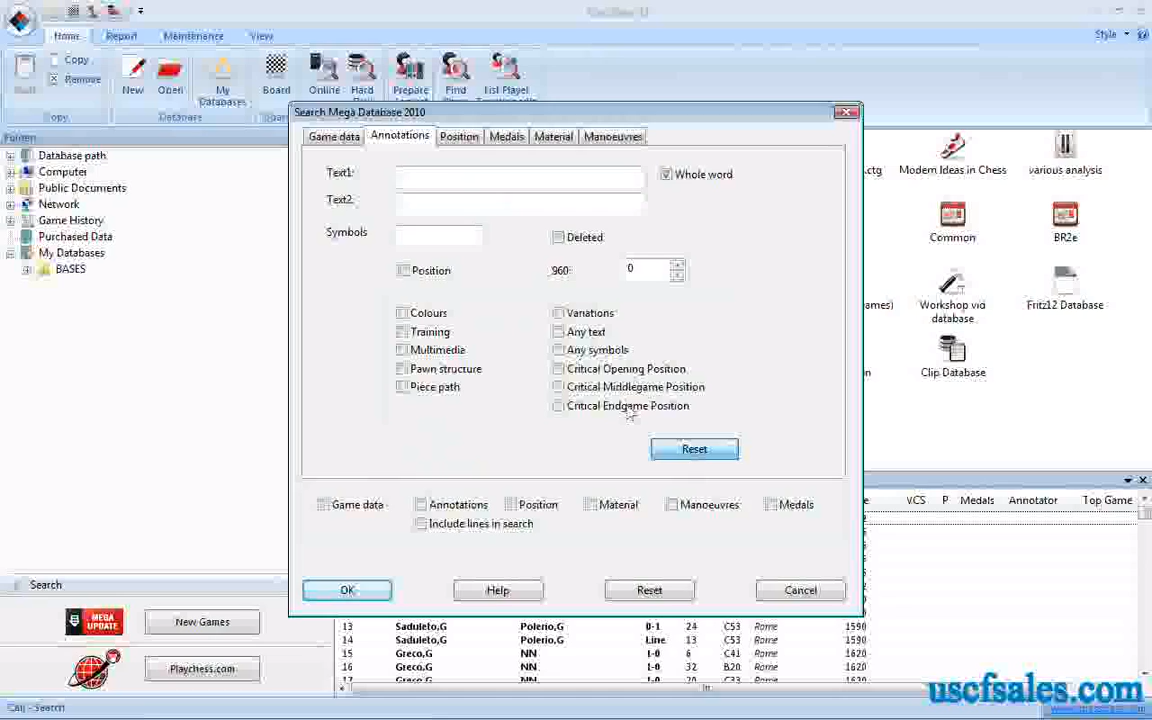 Home Report Maintenance View Style
Copy
Remove
New Open My Databases Board Online Hard Prepare Find List Player
Copy Database
Search Mega Database 2010
Game data Annotations Position Medals Material Manoeuvres
Text1:
Whole word
Text2
Symbols
Deleted
Position 960: 0
Colours Variations
Training Any text
Multimedia Any symbols
Pawn structure Critical Opening Position
Piece path Critical Middlegame Position
Critical Endgame Position
Reset
Game data Annotations Position Material Manoeuvres Medals
Include lines in search
OK Help Reset Cancel
Database path
Computer
Public Documents
Network
Game History
Purchased Data
My Databases
BASES
.ctg Modern Ideas in Chess various analysis
Common BR2e
Workshop via database Fritz12 Database
Clip Database
VCS P Medals Annotator Top Game
Search
MEGA UPDATE New Games
Playchess.com
13 Saduleto,G Polerio,G 0-1 24 C53 Rome 1590
14 Saduleto,G Polerio,G Line 13 C53 Rome 1590
15 Greco,G NN 1-0 6 C41 Rome 1620
16 Greco,G NN 1-0 32 B20 Rome 1620
17 Greco,G NN 1-0 C33 Rome 1620
uscfsales.com